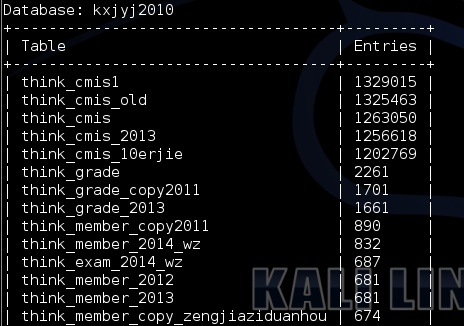 Database: kxjyj2010
+------------------------------------+---------+
| Table                              | Entries |
+------------------------------------+---------+
| think_cmis1                        | 1329015 |
| think_cmis_old                     | 1325463 |
| think_cmis                         | 1263050 |
| think_cmis_2013                    | 1256618 |
| think_cmis_10erjie                 | 1202769 |
| think_grade                        | 2261    |
| think_grade_copy2011               | 1701    |
| think_grade_2013                   | 1661    |
| think_member_copy2011              | 890     |
| think_member_2014_wz               | 832     |
| think_exam_2014_wz                 | 687     |
| think_member_2012                  | 681     |
| think_member_2013                  | 681     |
| think_member_copy_zengjiaziduanhou | 674     |
KALI LIN